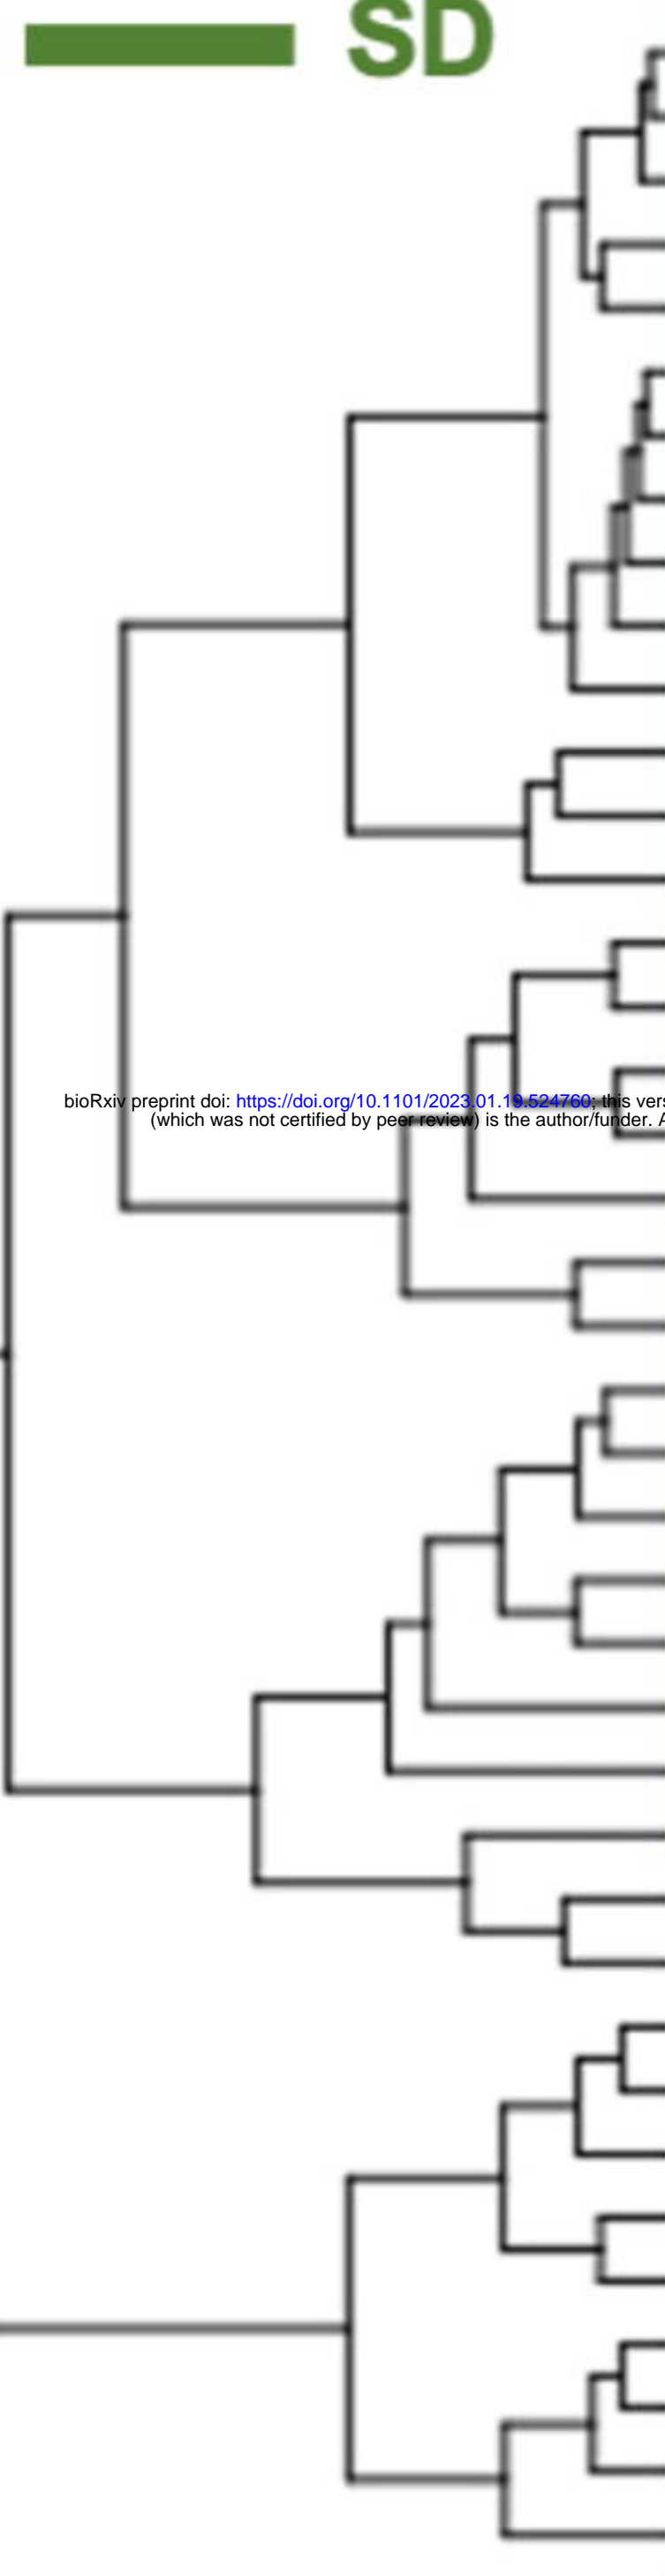 SD
bioRxiv preprint doi: https://doi.org/10.1101/2023.01.19.524760; this vers
(which was not certified by peer review) is the author/funder. A